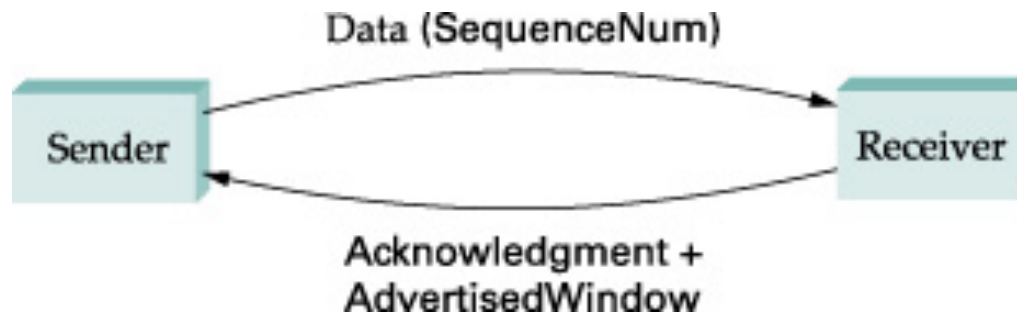 Data (SequenceNum)
Sender
Receiver
Acknowledgment +
AdvertisedWindow